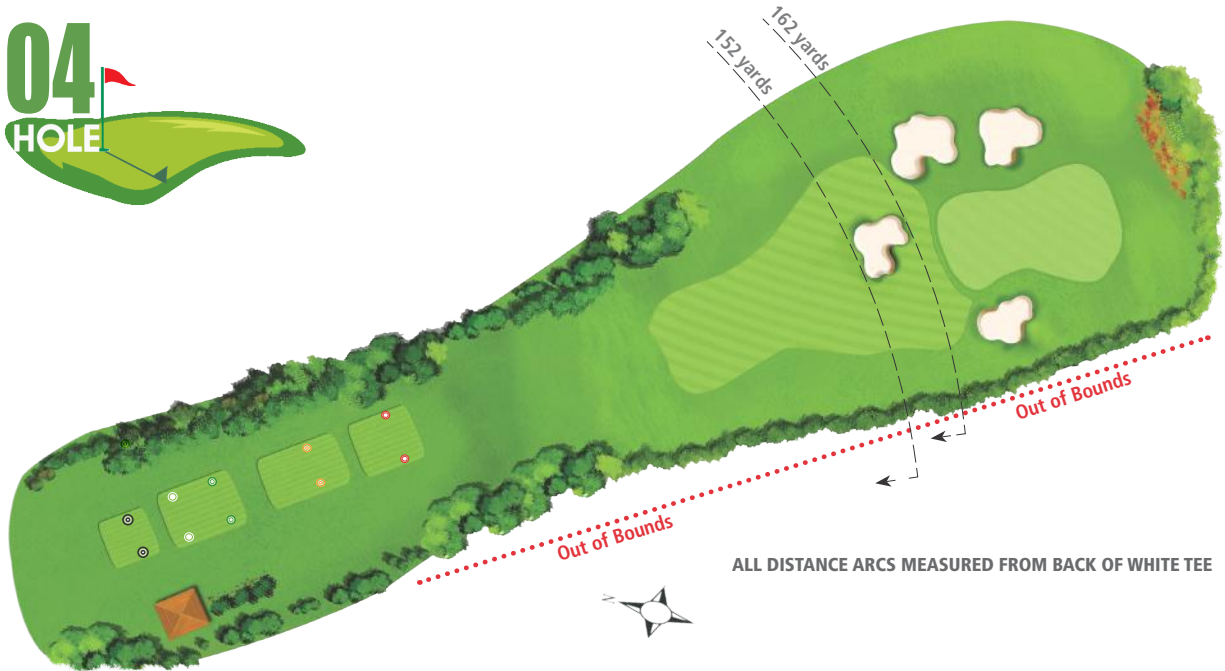 04
HOLE
152 yards
162 yards
Out of Bounds
Out of Bounds
ALL DISTANCE ARCS MEASURED FROM BACK OF WHITE TEE
N